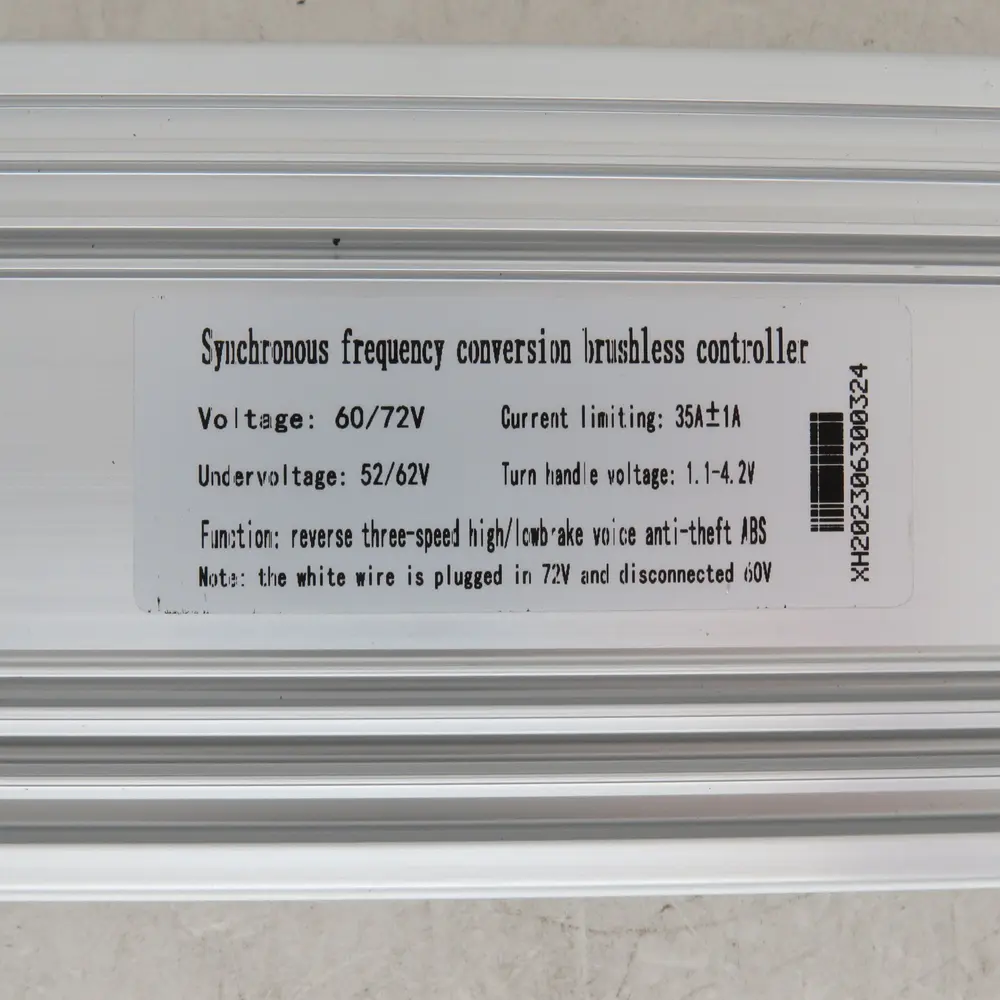 Synchronous frequency conversion brushless controller
Voltage: 60/72V
Current limiting: 35A±1A
Undervoltage: 52/62V
Turn handle voltage: 1.1-4.2V
Function: reverse three-speed high/lowbrake voice anti-theft ABS
Note: the white wire is plugged in 72V and disconnected 60V
XH202306300324